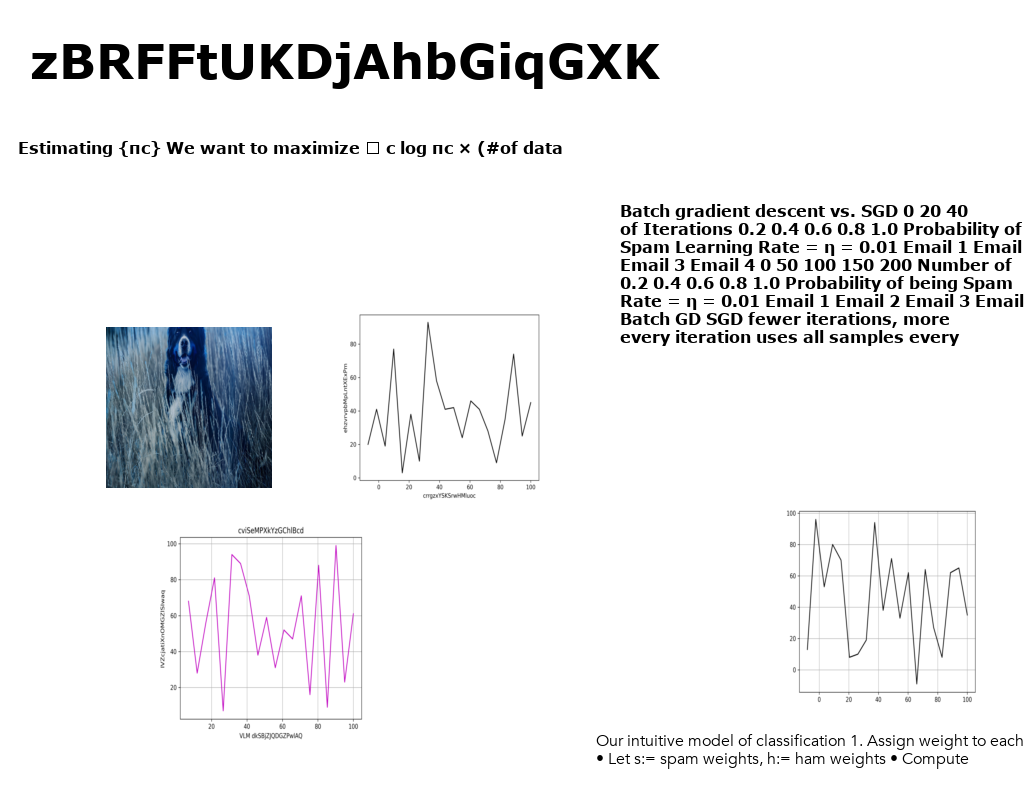 zBRFFtUKDjAhbGiqGXK
Estimating {πc} We want to maximize □ c log πc × (#of data
Batch gradient descent vs. SGD 0 20 40
of Iterations 0.2 0.4 0.6 0.8 1.0 Probability of
Spam Learning Rate = η = 0.01 Email 1 Email
Email 3 Email 4 0 50 100 150 200 Number of
0.2 0.4 0.6 0.8 1.0 Probability of being Spam
Rate = η = 0.01 Email 1 Email 2 Email 3 Email
Batch GD SGD fewer iterations, more
every iteration uses all samples every
80
60
40
20
0
0 20 40 60 80 100
cviSeMPXkYzGChlBcd
100
80
60
40
20
20 40 60 80 100
100
80
60
40
20
0
0 20 40 60 80 100
Our intuitive model of classification 1. Assign weight to each
• Let s:= spam weights, h:= ham weights • Compute